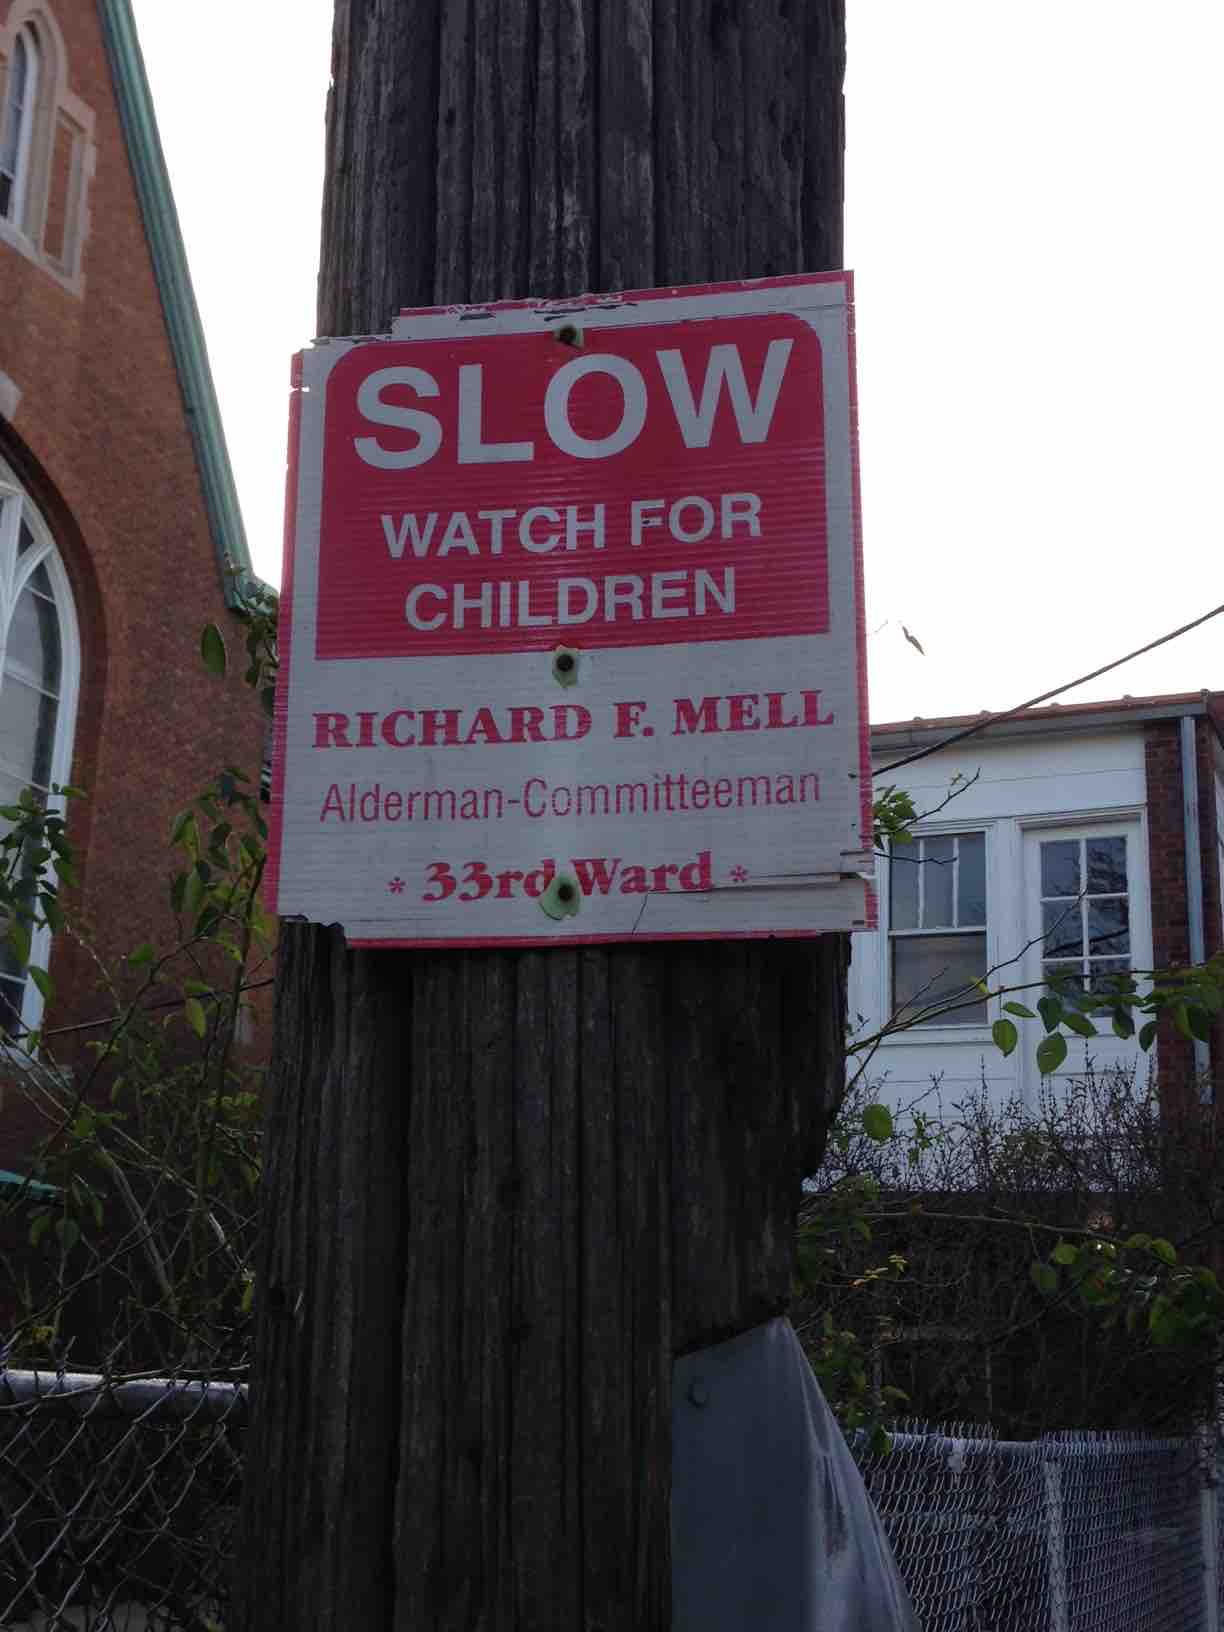 SLOW
WATCH FOR
CHILDREN
RICHARD F. MELL
Alderman-Committeeman
* 33rd Ward *